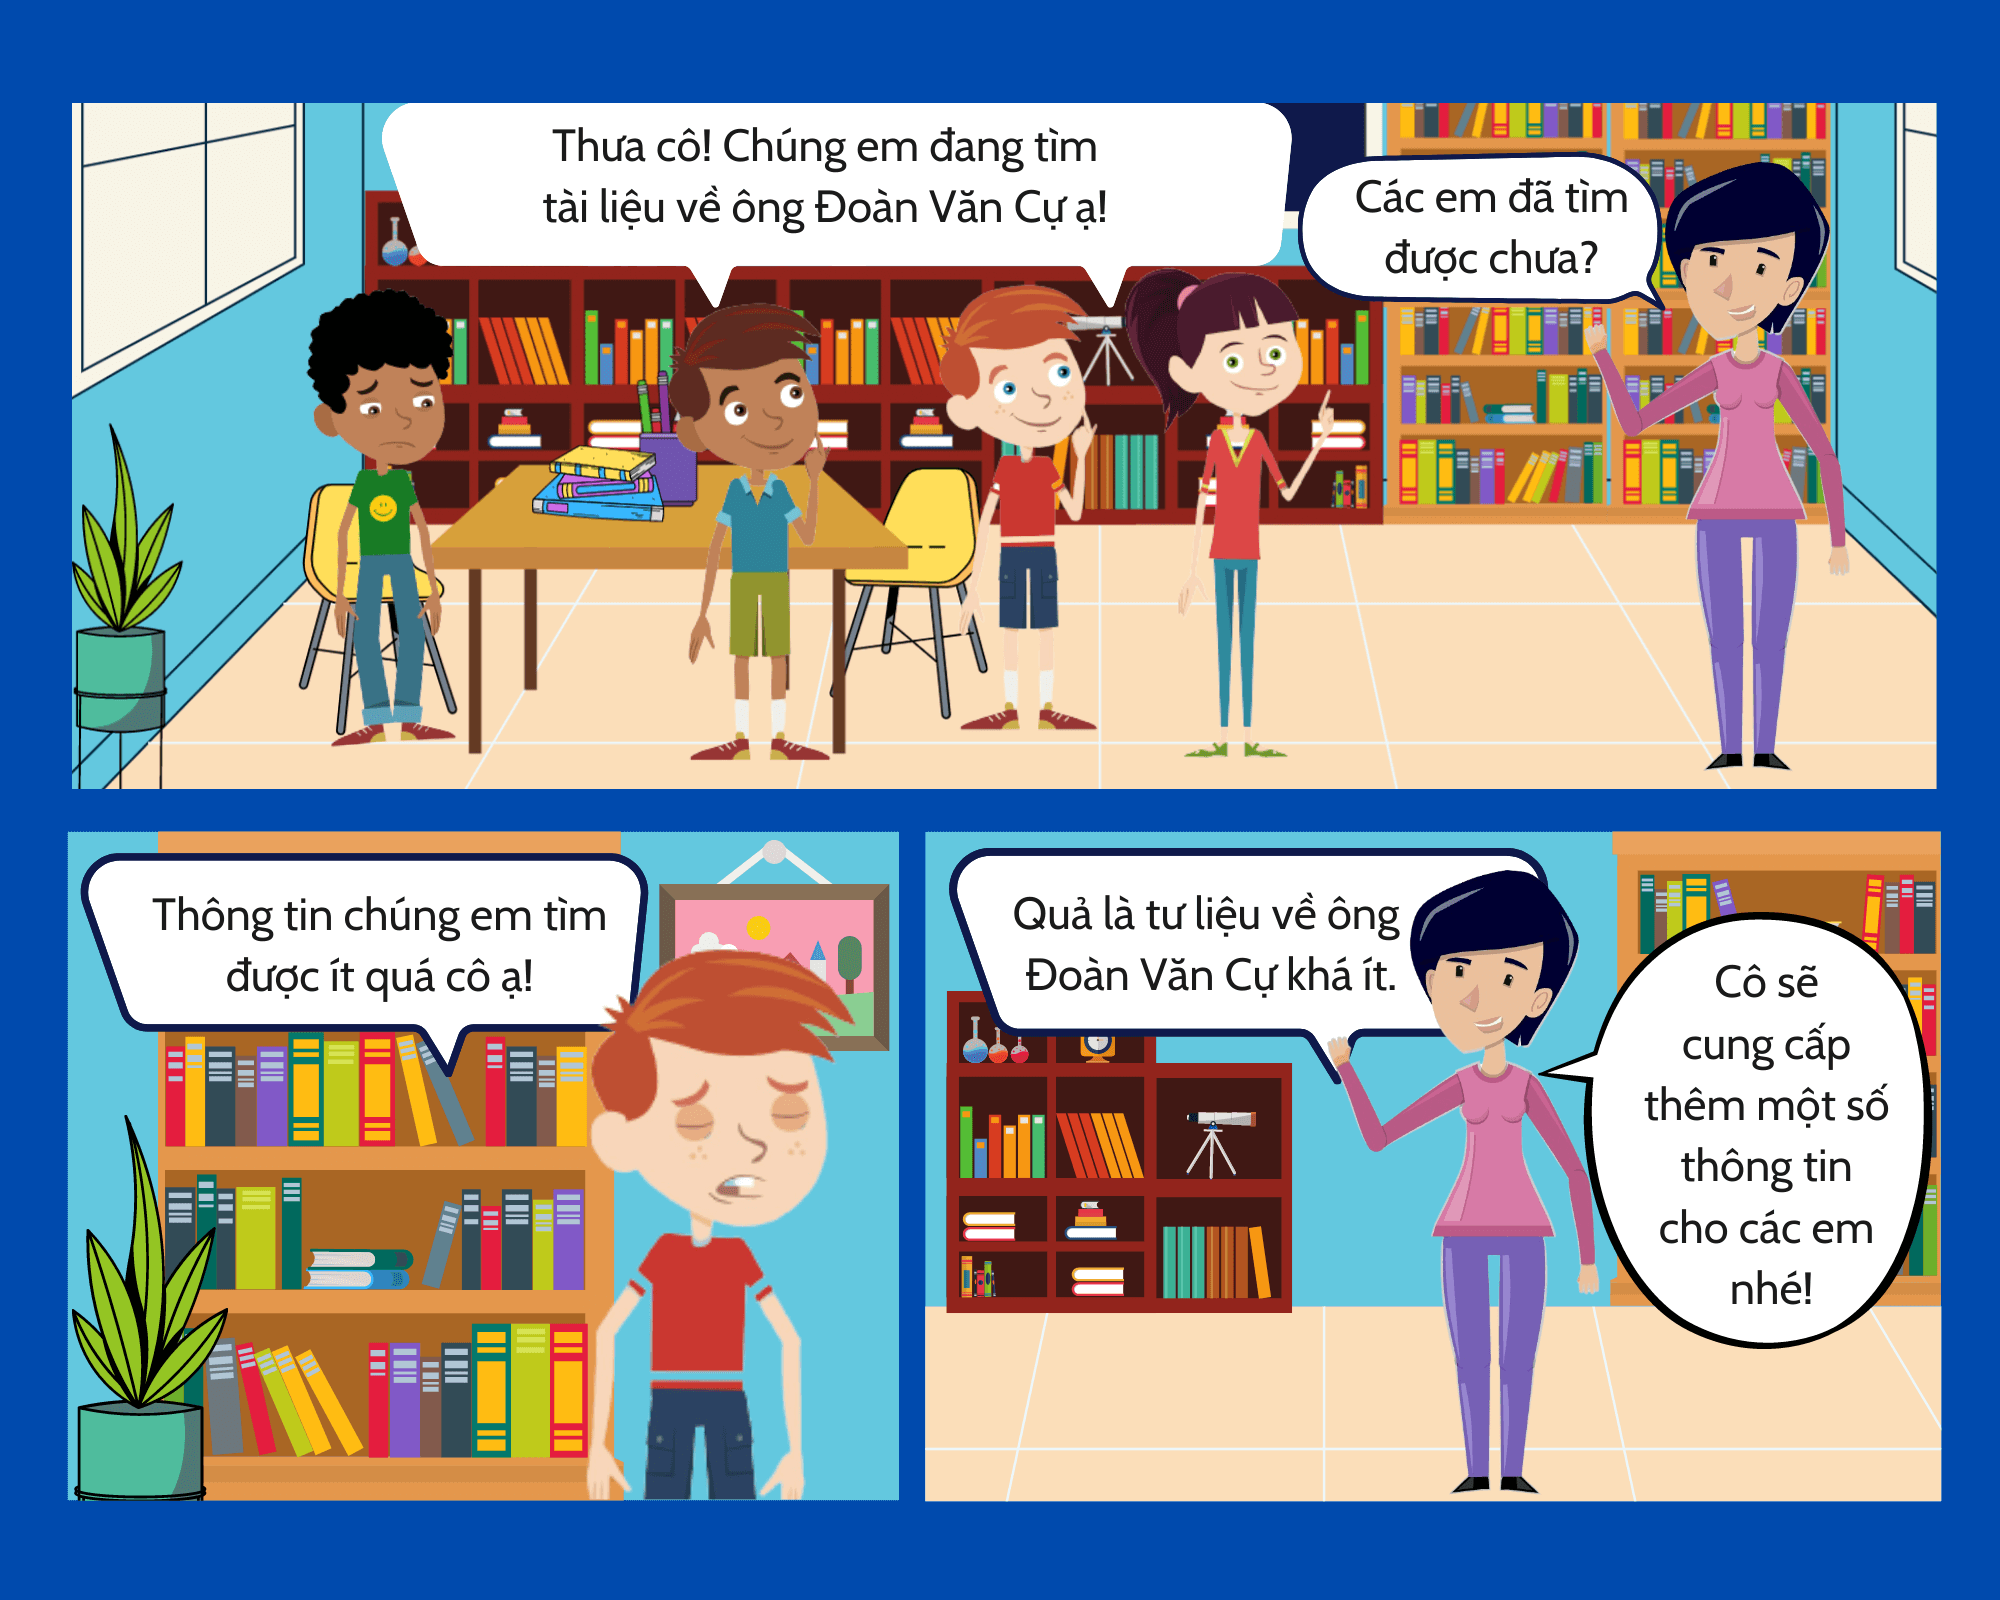 Thưa cô! Chúng em đang tìm
tài liệu về ông Đoàn Văn Cự ạ!
Các em đã tìm
được chưa?
Thông tin chúng em tìm
được ít quá cô ạ!
Quả là tư liệu về ông
Đoàn Văn Cự khá ít.
Cô sẽ
cung cấp
thêm một số
thông tin
cho các em
nhé!